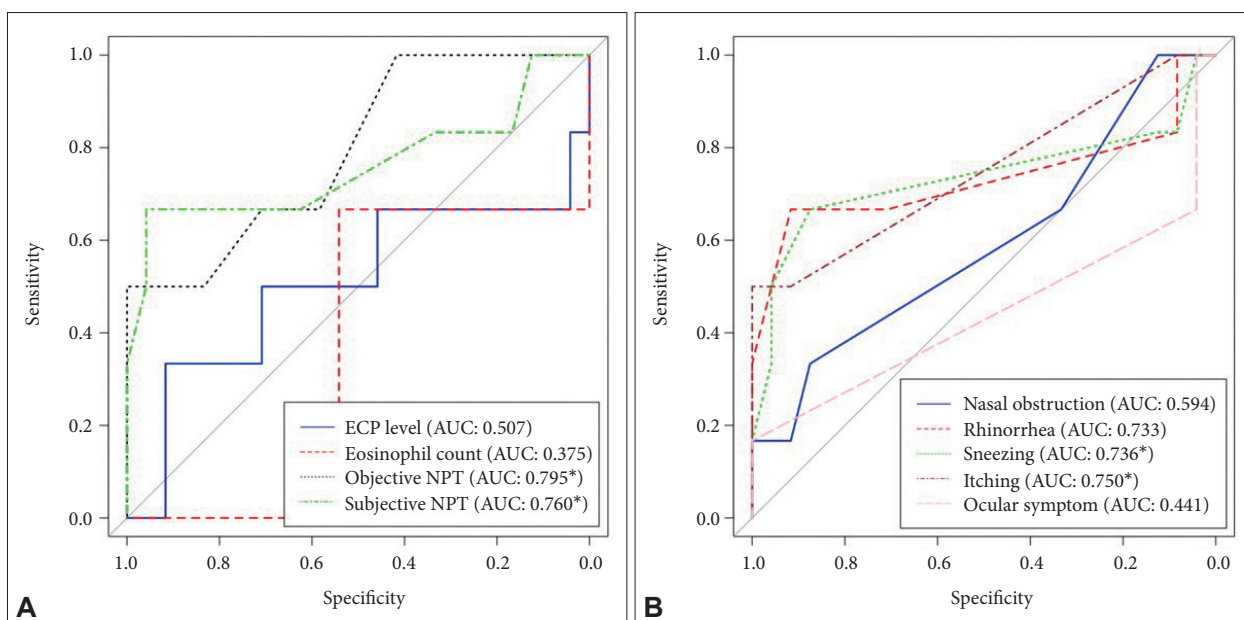 1.0
0.8
0.6
0.4
0.2
0.0
Sensitivity
ECP level (AUC: 0.507)
Eosinophil count (AUC: 0.375)
Objective NPT (AUC: 0.795*)
Subjective NPT (AUC: 0.760*)
1.0 0.8 0.6 0.4 0.2 0.0
Specificity
A
1.0
0.8
0.6
0.4
0.2
0.0
Sensitivity
Nasal obstruction (AUC: 0.594)
Rhinorrhea (AUC: 0.733)
Sneezing (AUC: 0.736*)
Itching (AUC: 0.750*)
Ocular symptom (AUC: 0.441)
1.0 0.8 0.6 0.4 0.2 0.0
Specificity
B